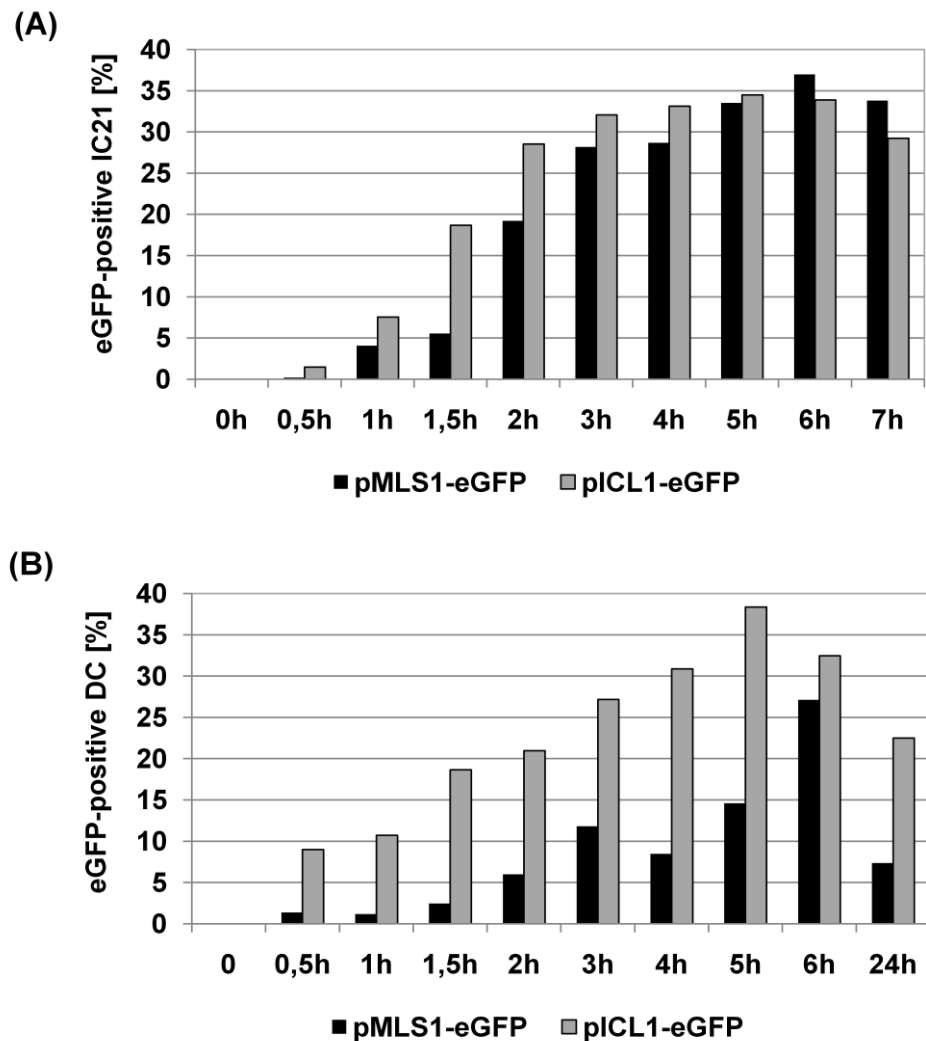 (A)
eGFP-positive IC21 [%]
40
35
30
25
20
15
10
5
0
0h 0,5h 1h 1,5h 2h 3h 4h 5h 6h 7h
pMLS1-eGFP pICL1-eGFP
(B)
eGFP-positive DC [%]
40
35
30
25
20
15
10
5
0
0 0,5h 1h 1,5h 2h 3h 4h 5h 6h 24h
pMLS1-eGFP pICL1-eGFP